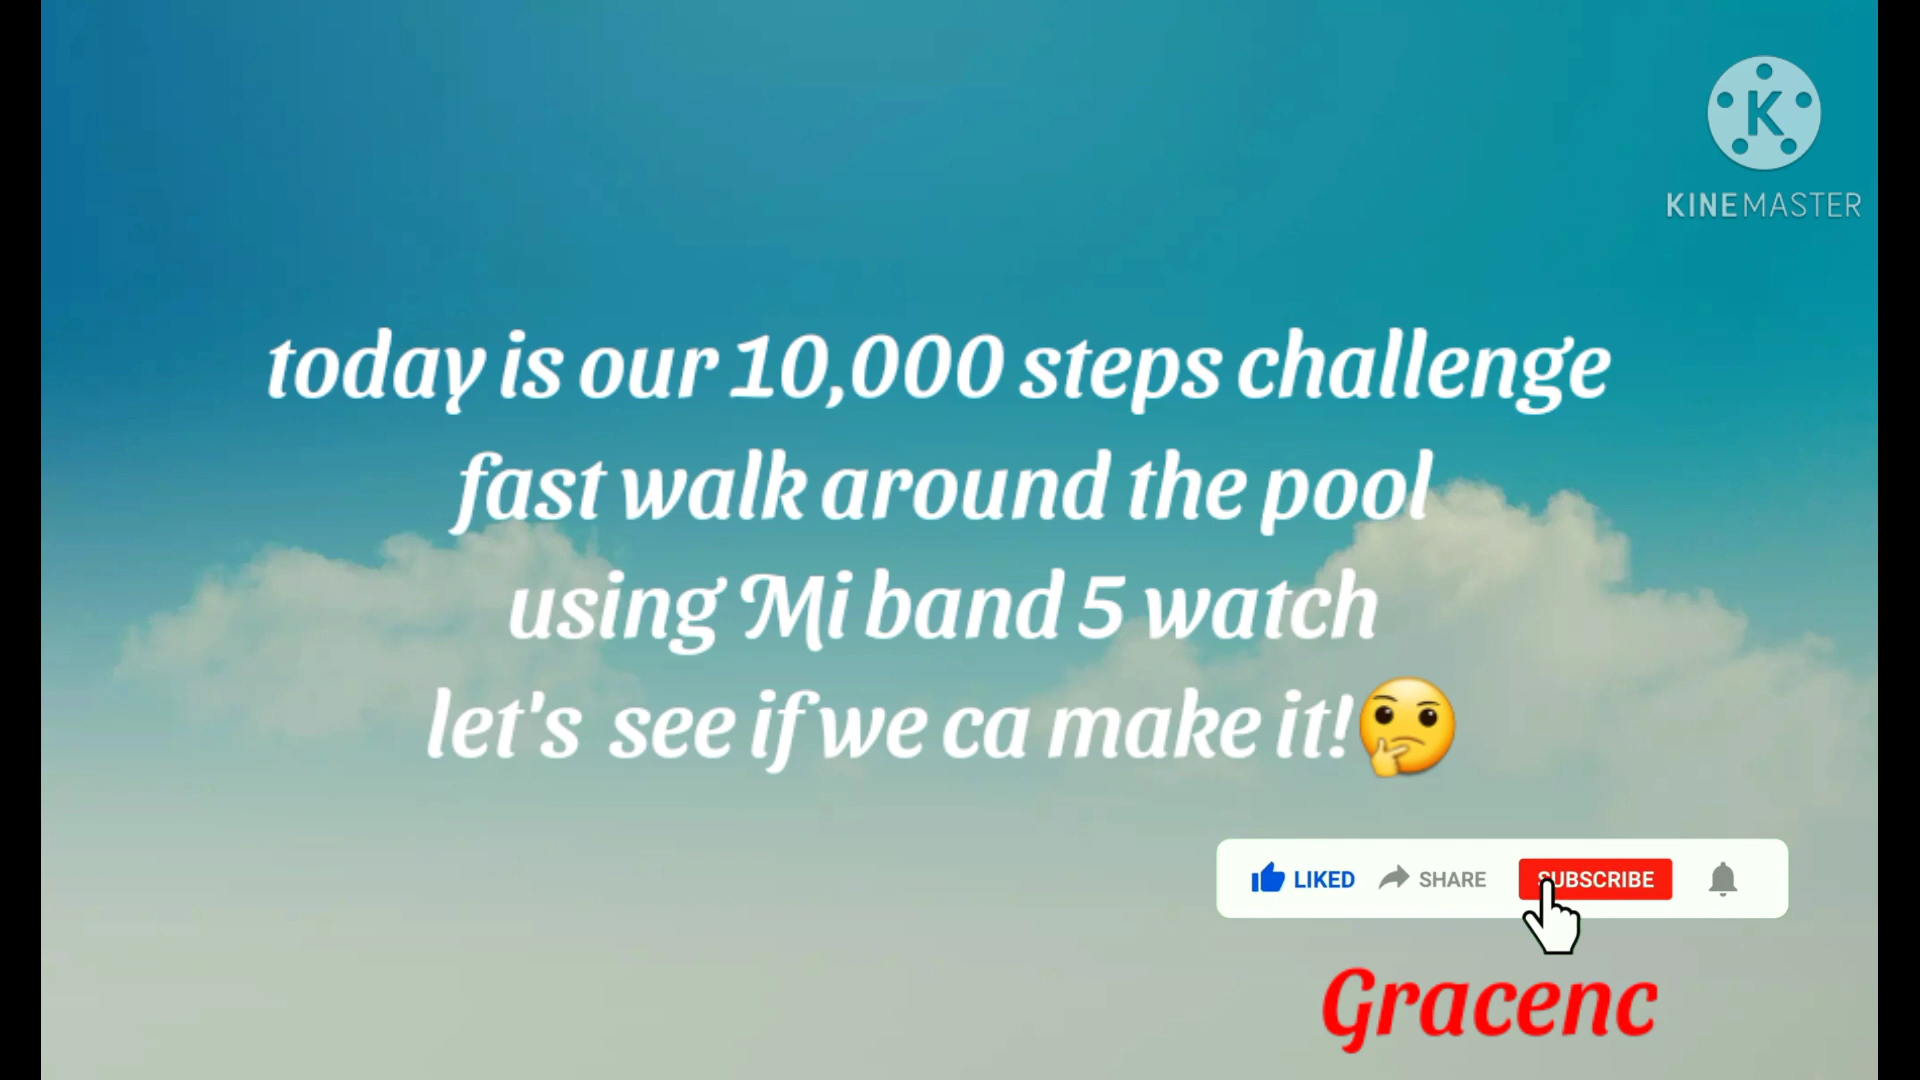 K
KINEMASTER
today is our 10,000 steps challenge
fast walk around the pool
using Mi band 5 watch
let's see if we ca make it!🤔
LIKED SHARE SUBSCRIBE
Gracenc